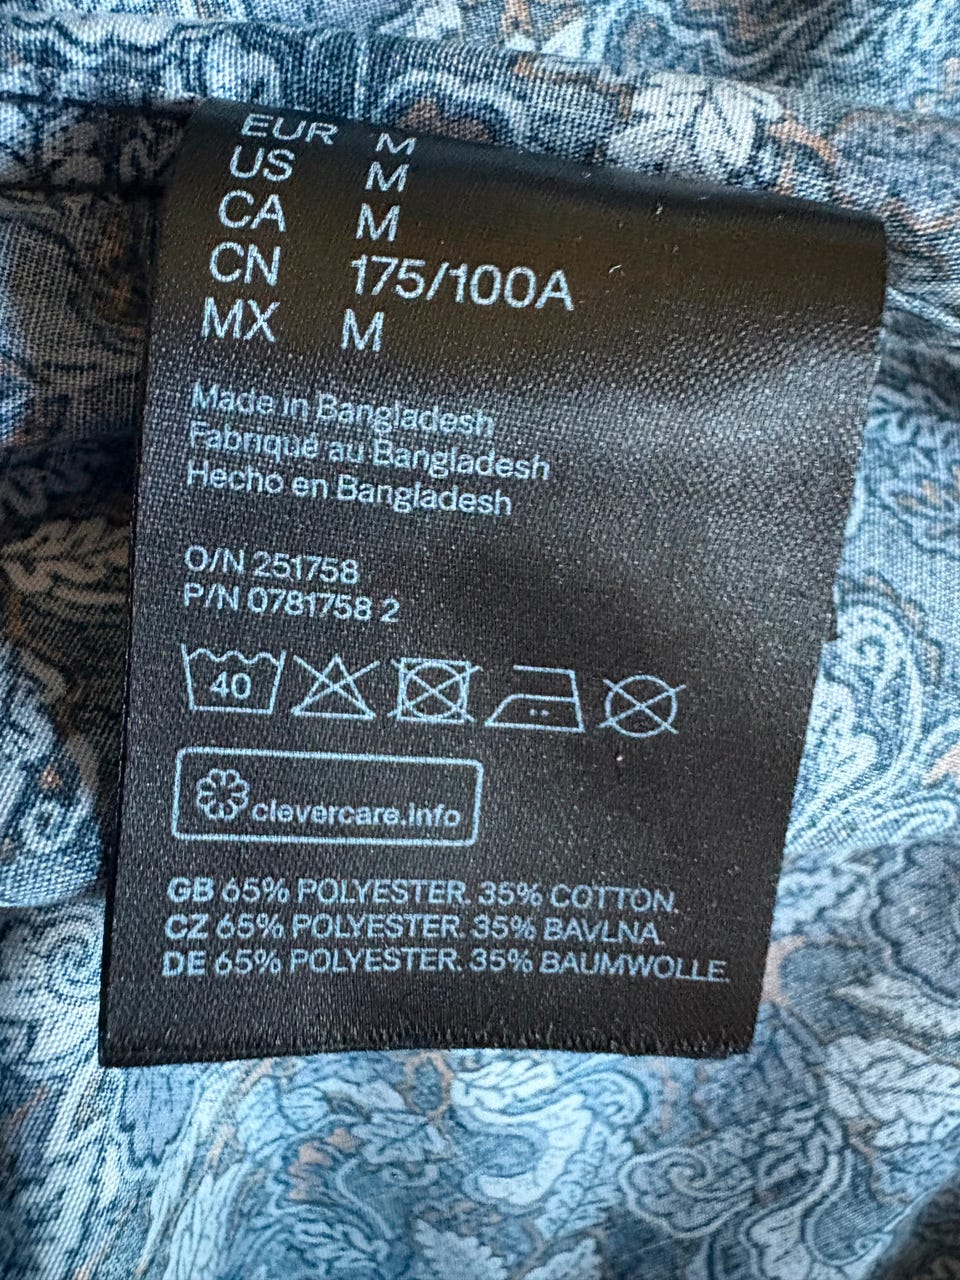 EUR M
US M
CA M
CN 175/100A
MX M
Made in Bangladesh
Fabriqué au Bangladesh
Hecho en Bangladesh
O/N 251758
P/N 0781758 2
40
clevercare.info
GB 65% POLYESTER. 35% COTTON.
CZ 65% POLYESTER. 35% BAVLNA.
DE 65% POLYESTER. 35% BAUMWOLLE.